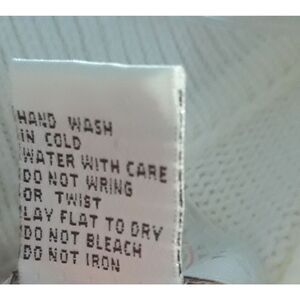 HAND WASH
IN COLD
WATER WITH CARE
DO NOT WRING
OR TWIST
LAY FLAT TO DRY
DO NOT BLEACH
DO NOT IRON